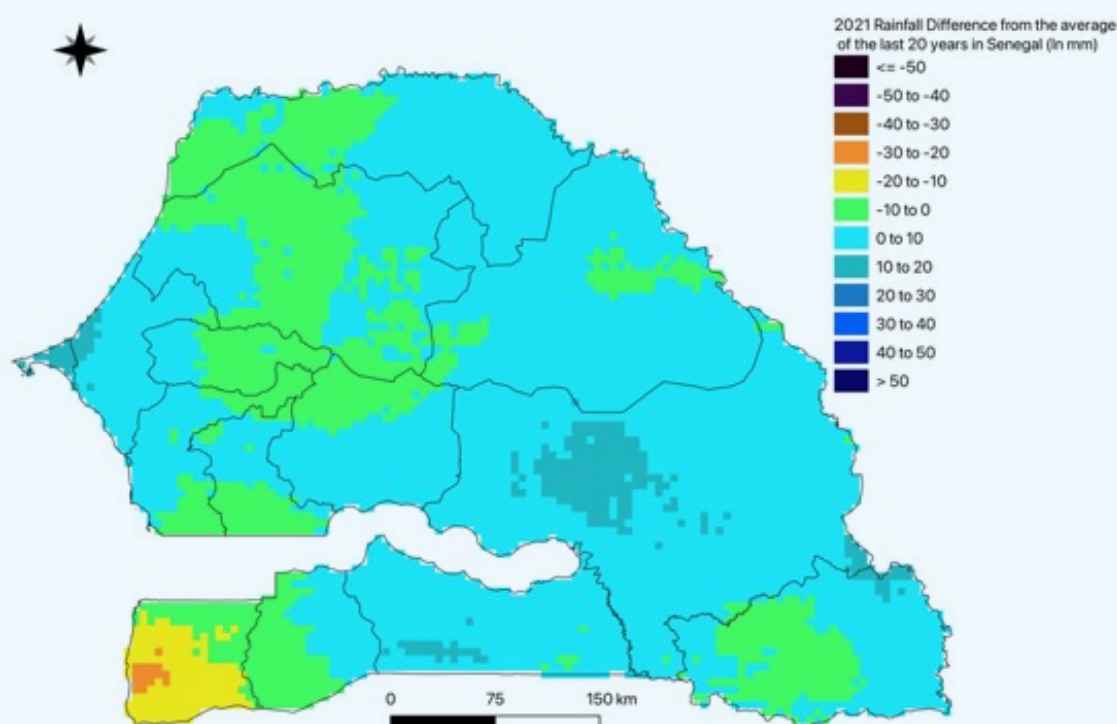 2021 Rainfall Difference from the average
of the last 20 years in Senegal (In mm)
<= -50
-50 to -40
-40 to -30
-30 to -20
-20 to -10
-10 to 0
0 to 10
10 to 20
20 to 30
30 to 40
40 to 50
> 50
0 75 150 km